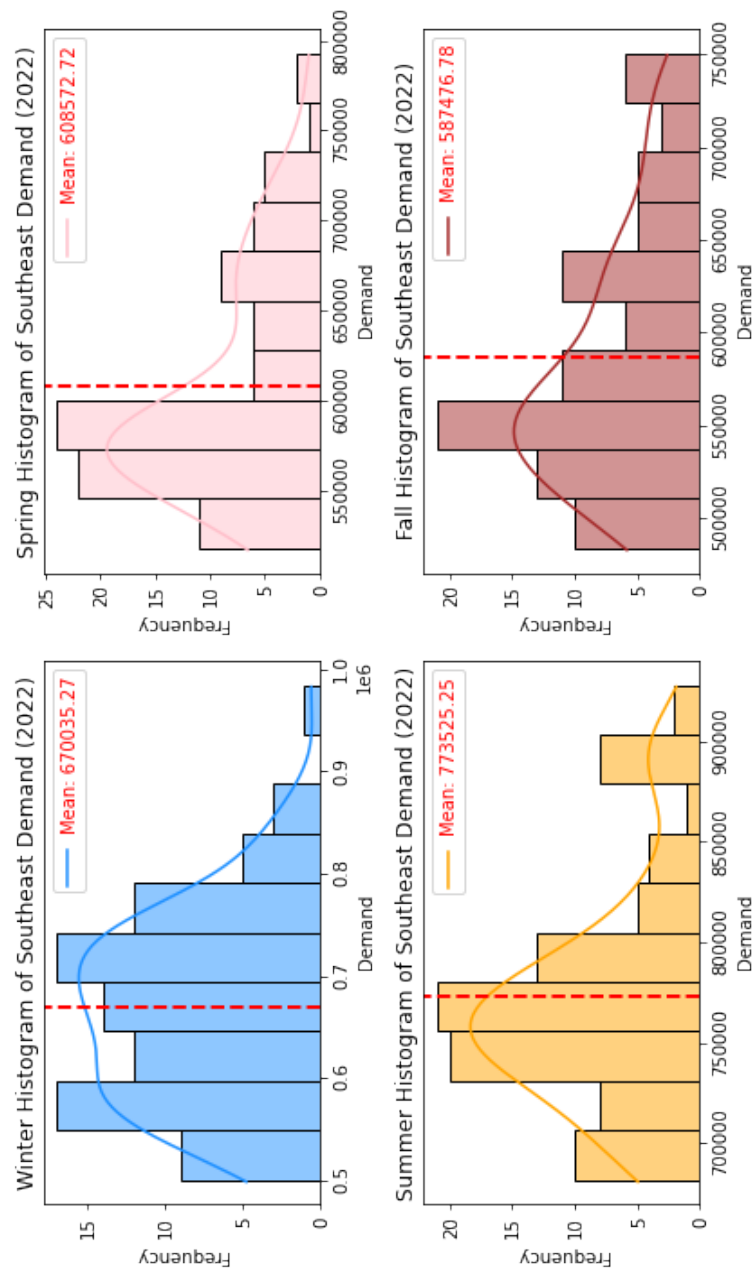 Winter Histogram of Southeast Demand (2022)
Mean: 670035.27
Frequency
15
10
5
0
0.5
0.6
0.7
0.8
0.9
1.0
1e6
Demand
Spring Histogram of Southeast Demand (2022)
Mean: 608572.72
Frequency
25
20
15
10
5
0
550000
600000
650000
700000
750000
800000
Demand
Summer Histogram of Southeast Demand (2022)
Mean: 773525.25
Frequency
20
15
10
5
0
700000
750000
800000
850000
900000
Demand
Fall Histogram of Southeast Demand (2022)
Mean: 587476.78
Frequency
20
15
10
5
0
500000
550000
600000
650000
700000
750000
Demand